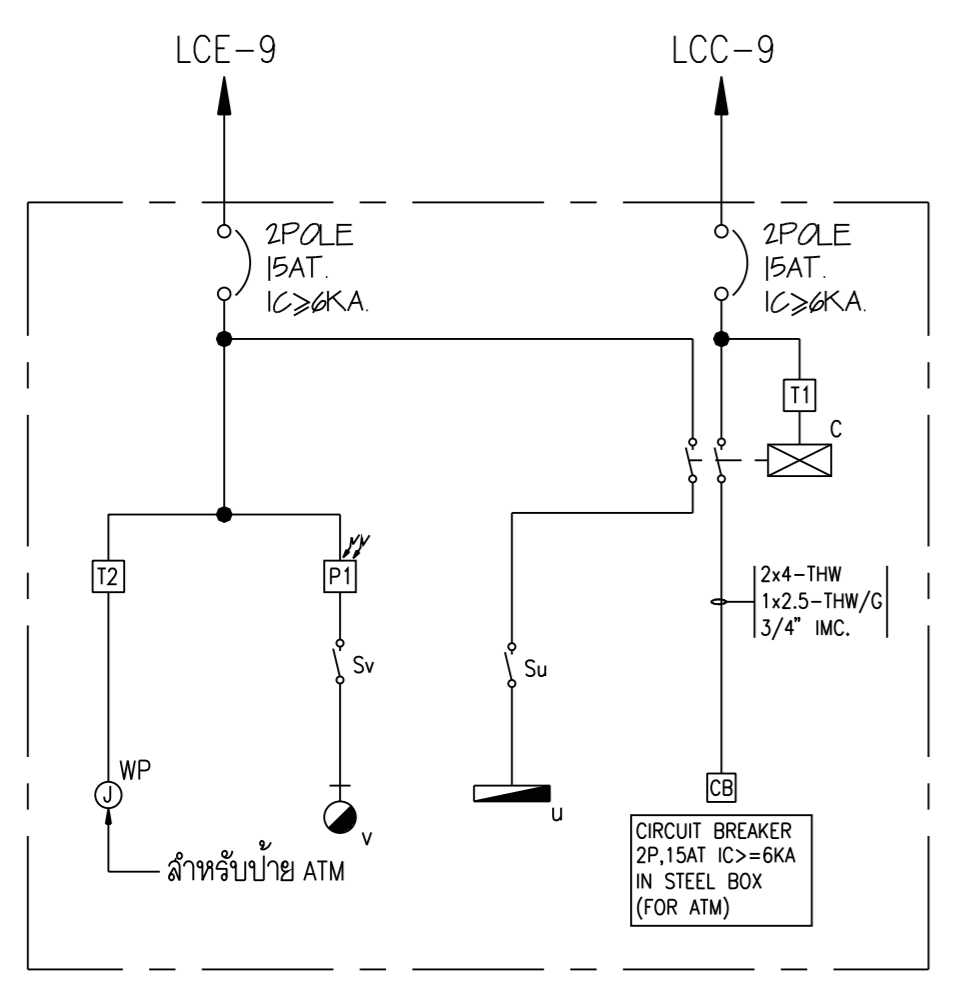 LCE-9
LCC-9
2POLE
15AT.
IC⩾6KA.
2POLE
15AT.
IC⩾6KA.
T1
C
T2
P1
2x4-THW
1x2.5-THW/G
3/4" IMC.
Sv
Su
WP
J
CB
u
v
CIRCUIT BREAKER
2P,15AT IC>=6KA
IN STEEL BOX
(FOR ATM)
สำหรับป้าย ATM